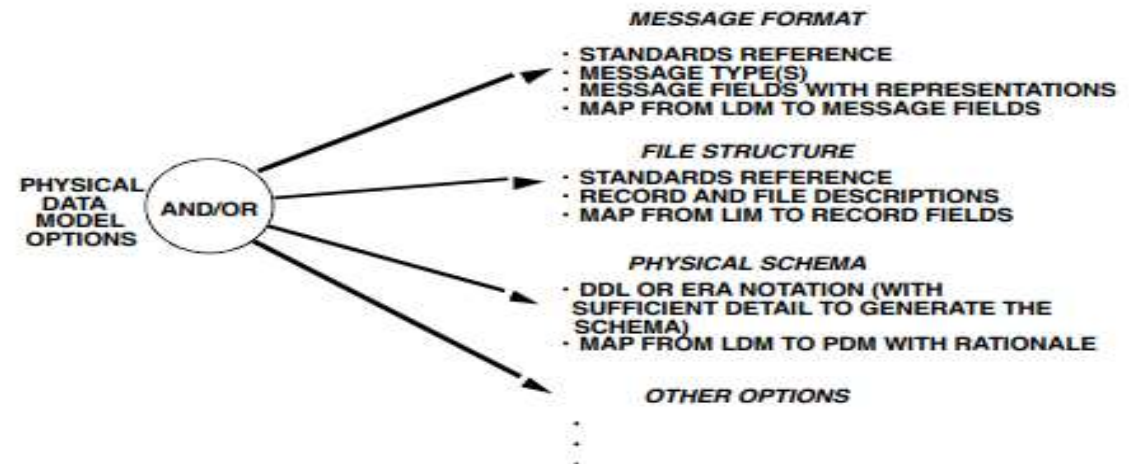 MESSAGE FORMAT
· STANDARDS REFERENCE
· MESSAGE TYPE(S)
· MESSAGE FIELDS WITH REPRESENTATIONS
· MAP FROM LDM TO MESSAGE FIELDS
FILE STRUCTURE
· STANDARDS REFERENCE
· RECORD AND FILE DESCRIPTIONS
· MAP FROM LIM TO RECORD FIELDS
PHYSICAL
DATA
MODEL
OPTIONS
AND/OR
PHYSICAL SCHEMA
· DDL OR ERA NOTATION (WITH
SUFFICIENT DETAIL TO GENERATE THE
SCHEMA)
· MAP FROM LDM TO PDM WITH RATIONALE
OTHER OPTIONS
·
·
·